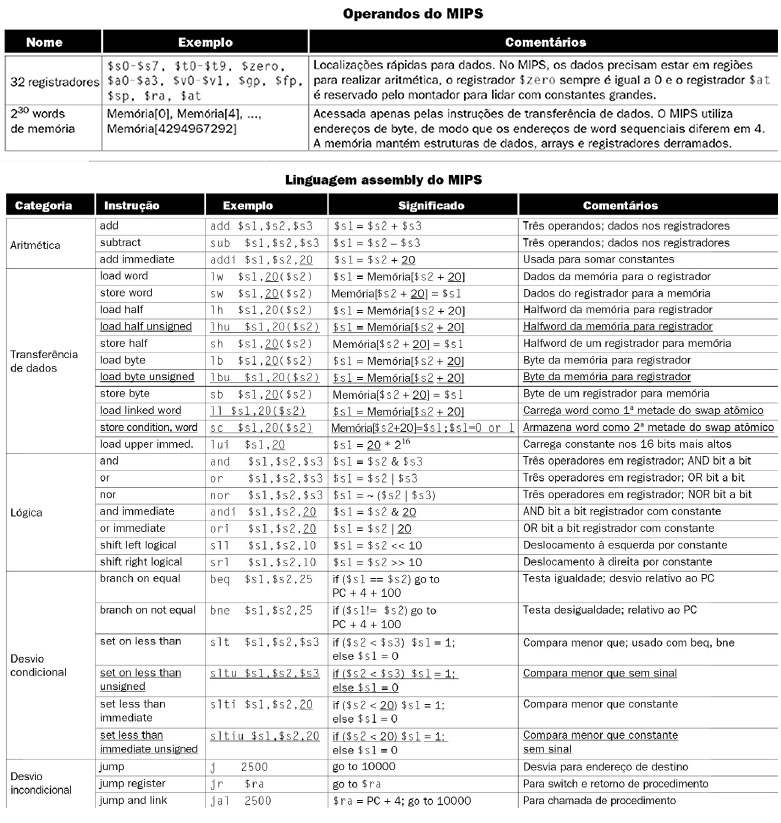 Operandos do MIPS
Nome Exemplo Comentários
32 registradores $s0-$s7, $t0-$t9, $zero, $a0-$a3, $v0-$v1, $gp, $fp, $sp, $ra, $at Localizações rápidas para dados. No MIPS, os dados precisam estar em regiões para realizar aritmética, o registrador $zero sempre é igual a 0 e o registrador $at é reservado pelo montador para lidar com constantes grandes.
2³⁰ words de memória Memória[0], Memória[4], ..., Memória[4294967292] Acessada apenas pelas instruções de transferência de dados. O MIPS utiliza endereços de byte, de modo que os endereços de word sequenciais diferem em 4. A memória mantém estruturas de dados, arrays e registradores derramados.
Linguagem assembly do MIPS
Categoria Instrução Exemplo Significado Comentários
Aritmética
add add $s1,$s2,$s3 $s1 = $s2 + $s3 Três operandos; dados nos registradores
subtract sub $s1,$s2,$s3 $s1 = $s2 – $s3 Três operandos; dados nos registradores
add immediate addi $s1,$s2,20 $s1 = $s2 + 20 Usada para somar constantes
Transferência de dados
load word lw $s1,20($s2) $s1 = Memória[$s2 + 20] Dados da memória para o registrador
store word sw $s1,20($s2) Memória[$s2 + 20] = $s1 Dados do registrador para a memória
load half lh $s1,20($s2) $s1 = Memória[$s2 + 20] Halfword da memória para registrador
load half unsigned lhu $s1,20($s2) $s1 = Memória[$s2 + 20] Halfword da memória para registrador
store half sh $s1,20($s2) Memória[$s2 + 20] = $s1 Halfword de um registrador para memória
load byte lb $s1,20($s2) $s1 = Memória[$s2 + 20] Byte da memória para registrador
load byte unsigned lbu $s1,20($s2) $s1 = Memória[$s2 + 20] Byte da memória para registrador
store byte sb $s1,20($s2) Memória[$s2 + 20] = $s1 Byte de um registrador para memória
load linked word ll $s1,20($s2) $s1 = Memória[$s2 + 20] Carrega word como 1ª metade do swap atômico
store condition, word sc $s1,20($s2) Memória[$s2+20]=$s1;$s1=0 or 1 Armazena word como 2ª metade do swap atômico
load upper immed. lui $s1,20 $s1 = 20 * 2¹⁶ Carrega constante nos 16 bits mais altos
Lógica
and and $s1,$s2,$s3 $s1 = $s2 & $s3 Três operadores em registrador; AND bit a bit
or or $s1,$s2,$s3 $s1 = $s2 | $s3 Três operadores em registrador; OR bit a bit
nor nor $s1,$s2,$s3 $s1 = ~ ($s2 | $s3) Três operadores em registrador; NOR bit a bit
and immediate andi $s1,$s2,20 $s1 = $s2 & 20 AND bit a bit registrador com constante
or immediate ori $s1,$s2,20 $s1 = $s2 | 20 OR bit a bit registrador com constante
shift left logical sll $s1,$s2,10 $s1 = $s2 << 10 Deslocamento à esquerda por constante
shift right logical srl $s1,$s2,10 $s1 = $s2 >> 10 Deslocamento à direita por constante
Desvio condicional
branch on equal beq $s1,$s2,25 if ($s1 == $s2) go to PC + 4 + 100 Testa igualdade; desvio relativo ao PC
branch on not equal bne $s1,$s2,25 if ($s1!= $s2) go to PC + 4 + 100 Testa desigualdade; relativo ao PC
set on less than slt $s1,$s2,$s3 if ($s2 < $s3) $s1 = 1; else $s1 = 0 Compara menor que; usado com beq, bne
set on less than unsigned sltu $s1,$s2,$s3 if ($s2 < $s3) $s1 = 1; else $s1 = 0 Compara menor que sem sinal
set less than immediate slti $s1,$s2,20 if ($s2 < 20) $s1 = 1; else $s1 = 0 Compara menor que constante
set less than immediate unsigned sltiu $s1,$s2,20 if ($s2 < 20) $s1 = 1; else $s1 = 0 Compara menor que constante sem sinal
Desvio incondicional
jump j 2500 go to 10000 Desvia para endereço de destino
jump register jr $ra go to $ra Para switch e retorno de procedimento
jump and link jal 2500 $ra = PC + 4; go to 10000 Para chamada de procedimento